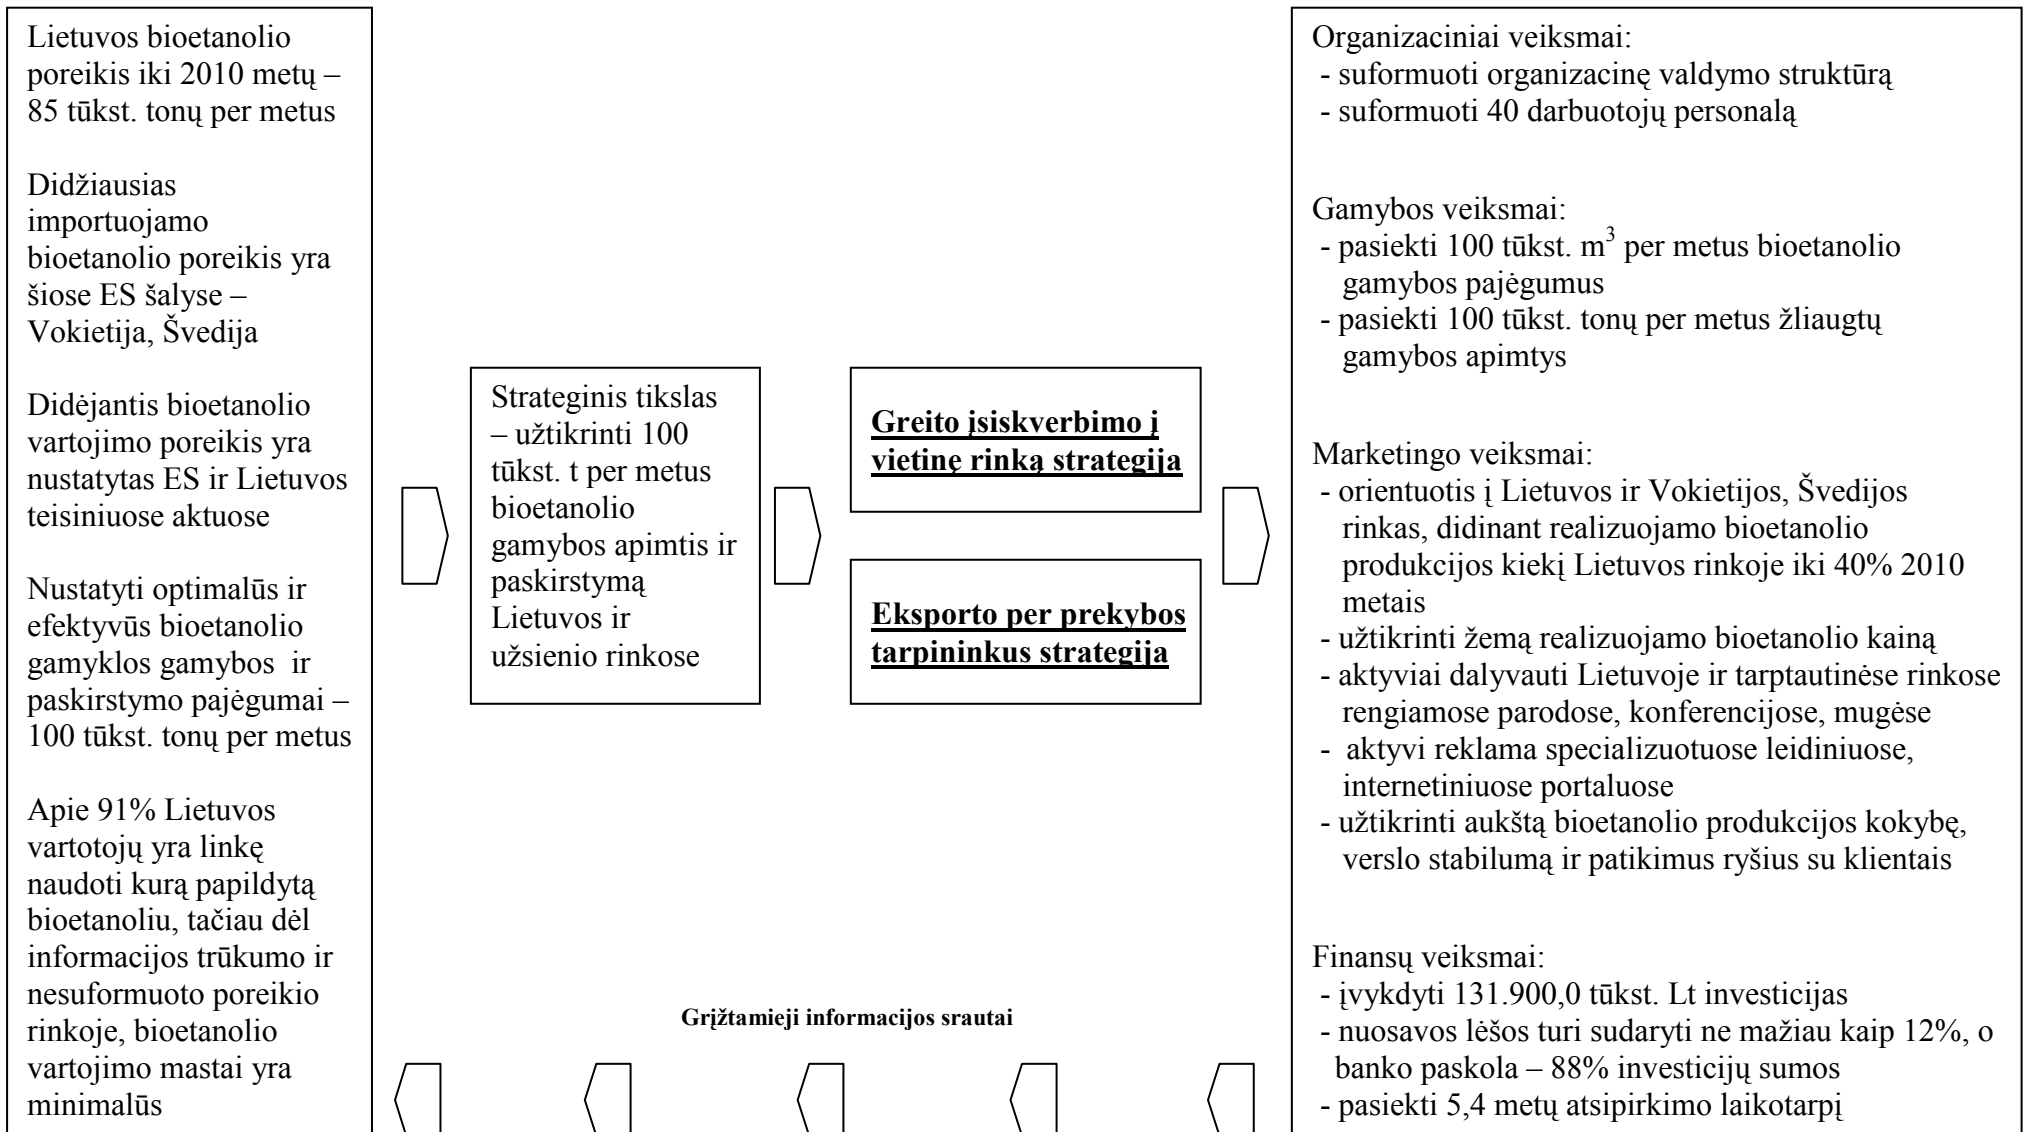 Lietuvos bioetanolio
poreikis iki 2010 metų –
85 tūkst. tonų per metus
Didžiausias
importuojamo
bioetanolio poreikis yra
šiose ES šalyse –
Vokietija, Švedija
Didėjantis bioetanolio
vartojimo poreikis yra
nustatytas ES ir Lietuvos
teisiniuose aktuose
Nustatyti optimalūs ir
efektyvūs bioetanolio
gamyklos gamybos ir
paskirstymo pajėgumai –
100 tūkst. tonų per metus
Apie 91% Lietuvos
vartotojų yra linkę
naudoti kurą papildytą
bioetanoliu, tačiau dėl
informacijos trūkumo ir
nesuformuoto poreikio
rinkoje, bioetanolio
vartojimo mastai yra
minimalūs
Strateginis tikslas
– užtikrinti 100
tūkst. t per metus
bioetanolio
gamybos apimtis ir
paskirstymą
Lietuvos ir
užsienio rinkose
Greito įsiskverbimo į
vietinę rinką strategija
Eksporto per prekybos
tarpininkus strategija
Organizaciniai veiksmai:
- suformuoti organizacinę valdymo struktūrą
- suformuoti 40 darbuotojų personalą
Gamybos veiksmai:
- pasiekti 100 tūkst. m³ per metus bioetanolio
gamybos pajėgumus
- pasiekti 100 tūkst. tonų per metus žliaugtų
gamybos apimtys
Marketingo veiksmai:
- orientuotis į Lietuvos ir Vokietijos, Švedijos
rinkas, didinant realizuojamo bioetanolio
produkcijos kiekį Lietuvos rinkoje iki 40% 2010
metais
- užtikrinti žemą realizuojamo bioetanolio kainą
- aktyviai dalyvauti Lietuvoje ir tarptautinėse rinkose
rengiamose parodose, konferencijose, mugėse
- aktyvi reklama specializuotuose leidiniuose,
internetiniuose portaluose
- užtikrinti aukštą bioetanolio produkcijos kokybę,
verslo stabilumą ir patikimus ryšius su klientais
Finansų veiksmai:
- įvykdyti 131.900,0 tūkst. Lt investicijas
- nuosavos lėšos turi sudaryti ne mažiau kaip 12%, o
banko paskola – 88% investicijų sumos
- pasiekti 5,4 metų atsipirkimo laikotarpį
Grįžtamieji informacijos srautai